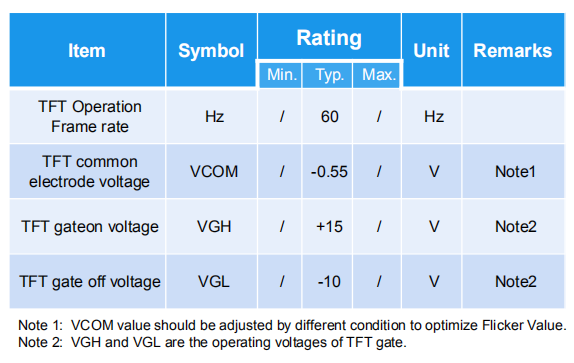 Item Symbol Rating Unit Remarks
Min. Typ. Max.
TFT Operation
Frame rate Hz / 60 / Hz
TFT common
electrode voltage VCOM / -0.55 / V Note1
TFT gateon voltage VGH / +15 / V Note2
TFT gate off voltage VGL / -10 / V Note2
Note 1: VCOM value should be adjusted by different condition to optimize Flicker Value.
Note 2: VGH and VGL are the operating voltages of TFT gate.